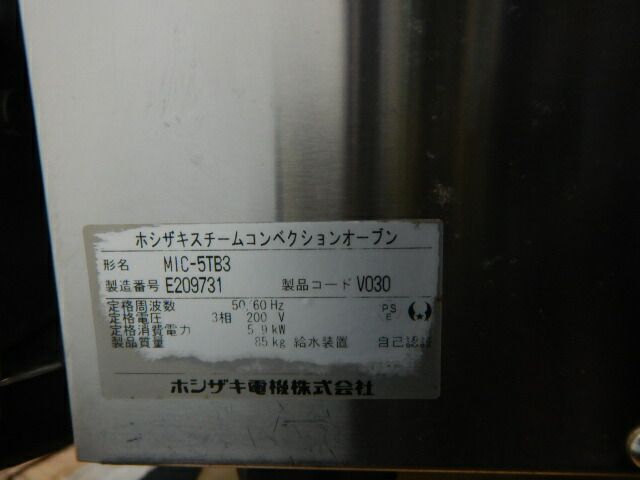 ホシザキスチームコンベクションオーブン
形名 MIC-5TB3
製造番号 E209731 製品コード V030
定格周波数 50/60 Hz
定格電圧 3相 200 V
定格消費電力 5.9 kW
製品質量 85 kg 給水装置 自己認証
PS
E
ホシザキ電機株式会社